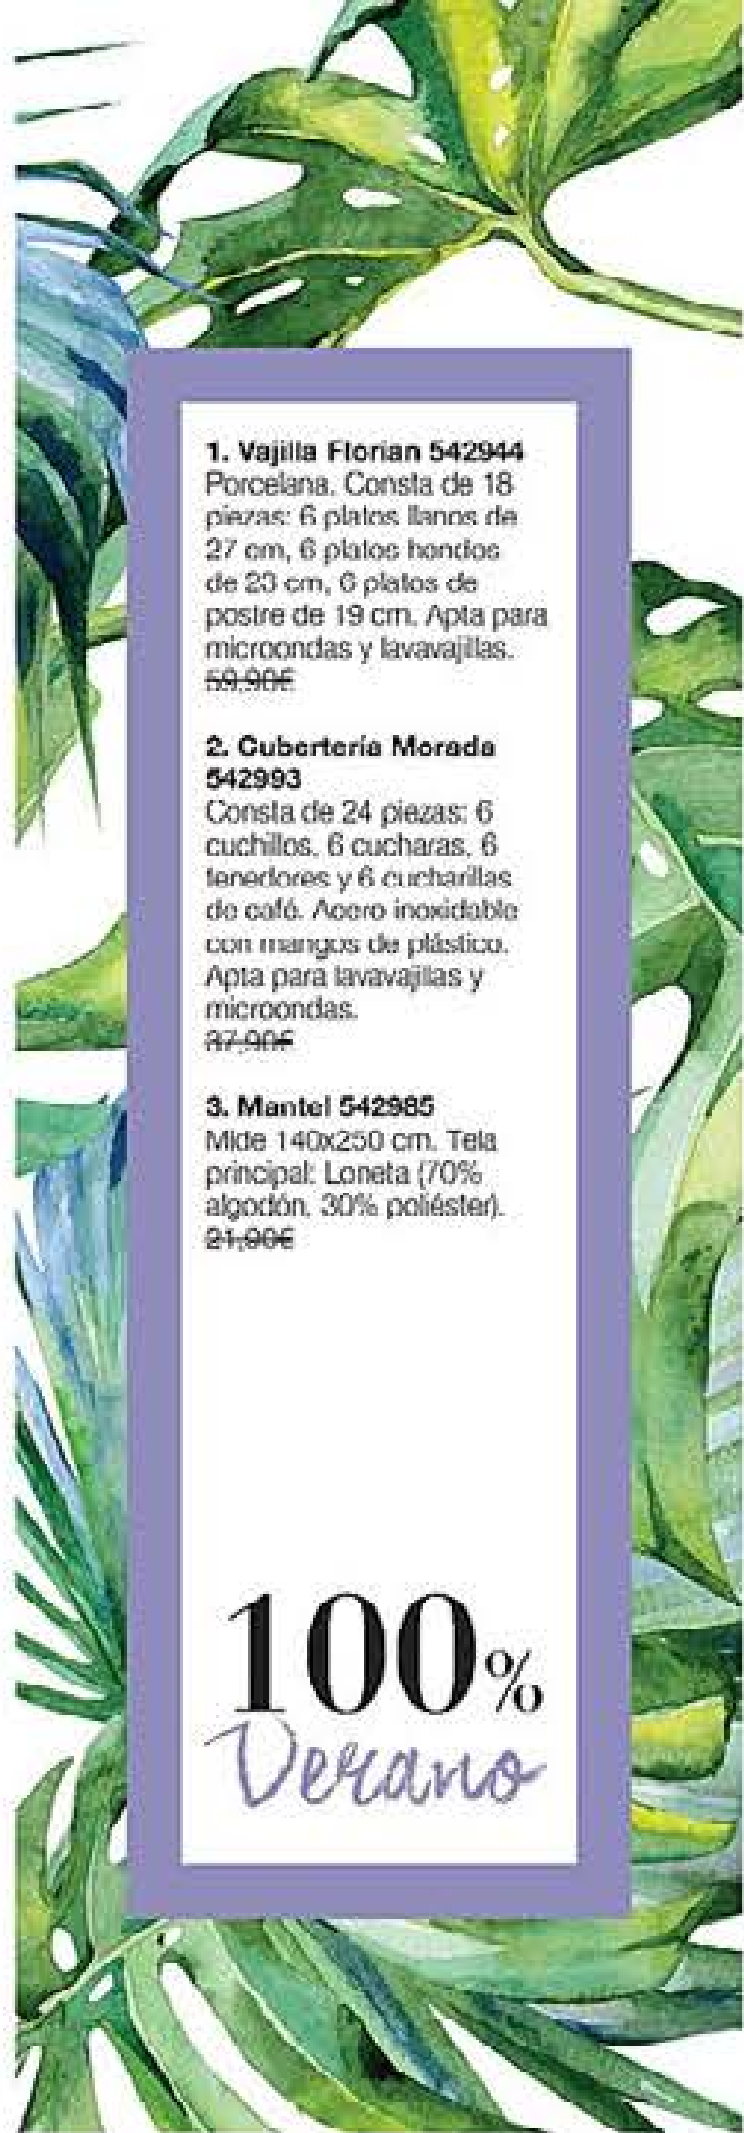 1. Vajilla Florian 542944
Porcelana. Consta de 18
piezas: 6 platos llanos de
27 cm, 6 platos hondos
de 23 cm, 6 platos de
postre de 19 cm. Apta para
microondas y lavavajillas.
59,90€
2. Cubertería Morada
542993
Consta de 24 piezas: 6
cuchillos, 6 cucharas, 6
tenedores y 6 cucharillas
de café. Acero inoxidable
con mangos de plástico.
Apta para lavavajillas y
microondas.
37,90€
3. Mantel 542985
Mide 140x250 cm. Tela
principal: Loneta (70%
algodón, 30% poliéster).
21,90€
100%
Verano